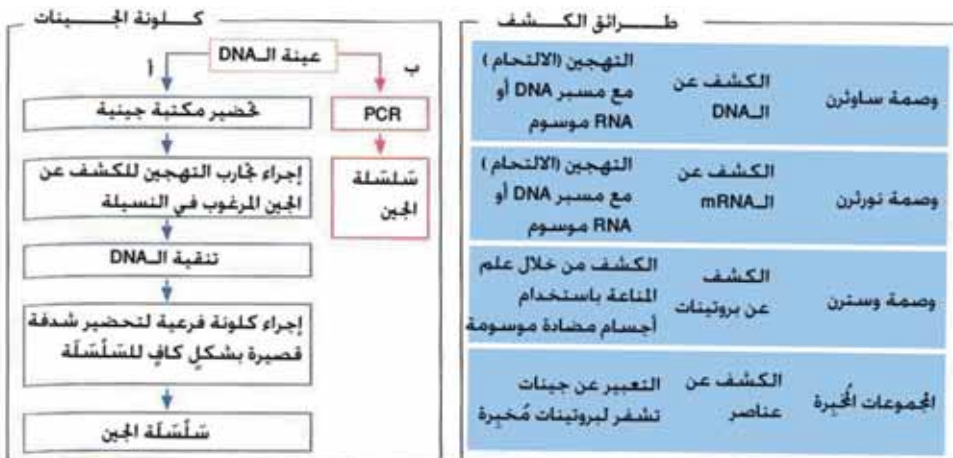 طرائق الكشف
وصمة ساوثرن
الكشف عن
الـDNA
التهجين (الالتحام)
مع مسبر DNA أو
RNA موسوم
وصمة نورثرن
الكشف عن
الـmRNA
التهجين (الالتحام)
مع مسبر DNA أو
RNA موسوم
وصمة وسترن
الكشف
عن بروتينات
الكشف من خلال علم
المناعة باستخدام
أجسام مضادة موسومة
المجموعات المُخبِرة
الكشف عن
عناصر
التعبير عن جينات
تشفر لبروتينات مُخبِرة
كلونة الجينات
عينة الـDNA
أ
ب
تحضير مكتبة جينية
PCR
إجراء تجارب التهجين للكشف عن
الجين المرغوب في النسيلة
سَلسَلة
الجين
تنقية الـDNA
إجراء كلونة فرعية لتحضير شدفة
قصيرة بشكلٍ كافٍ للسَلْسَلَة
سَلْسَلَة الجين